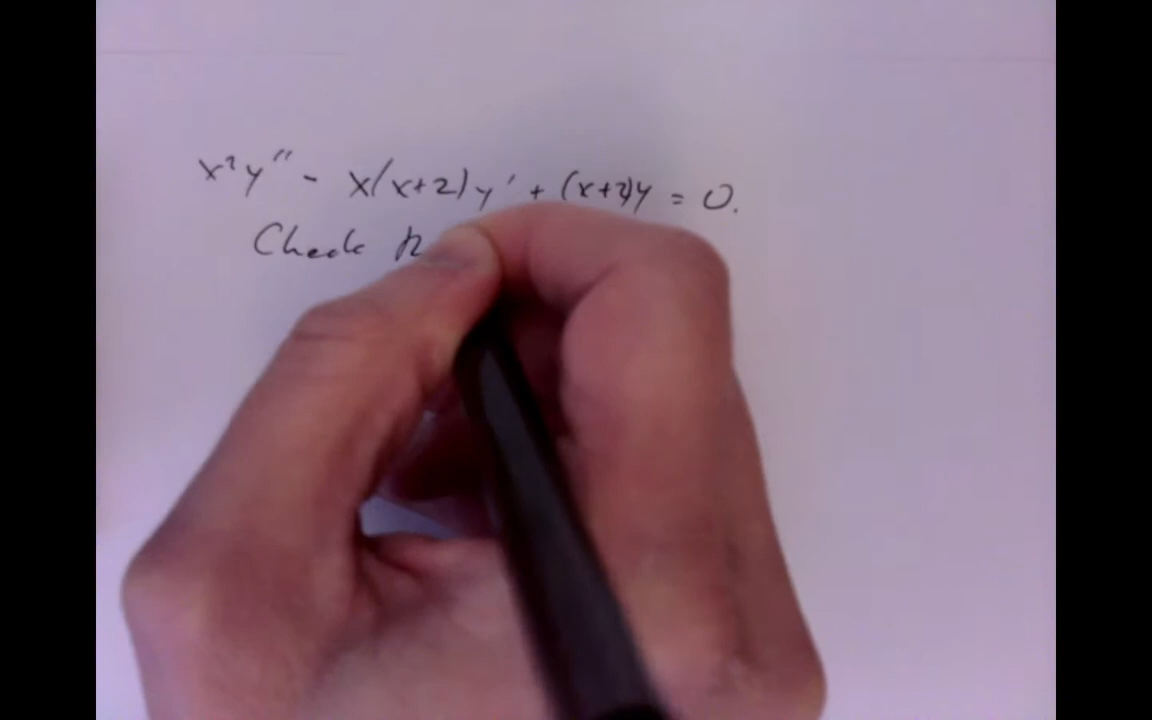 x²y'' - x(x+2)y' + (x+2)y = 0.
Check